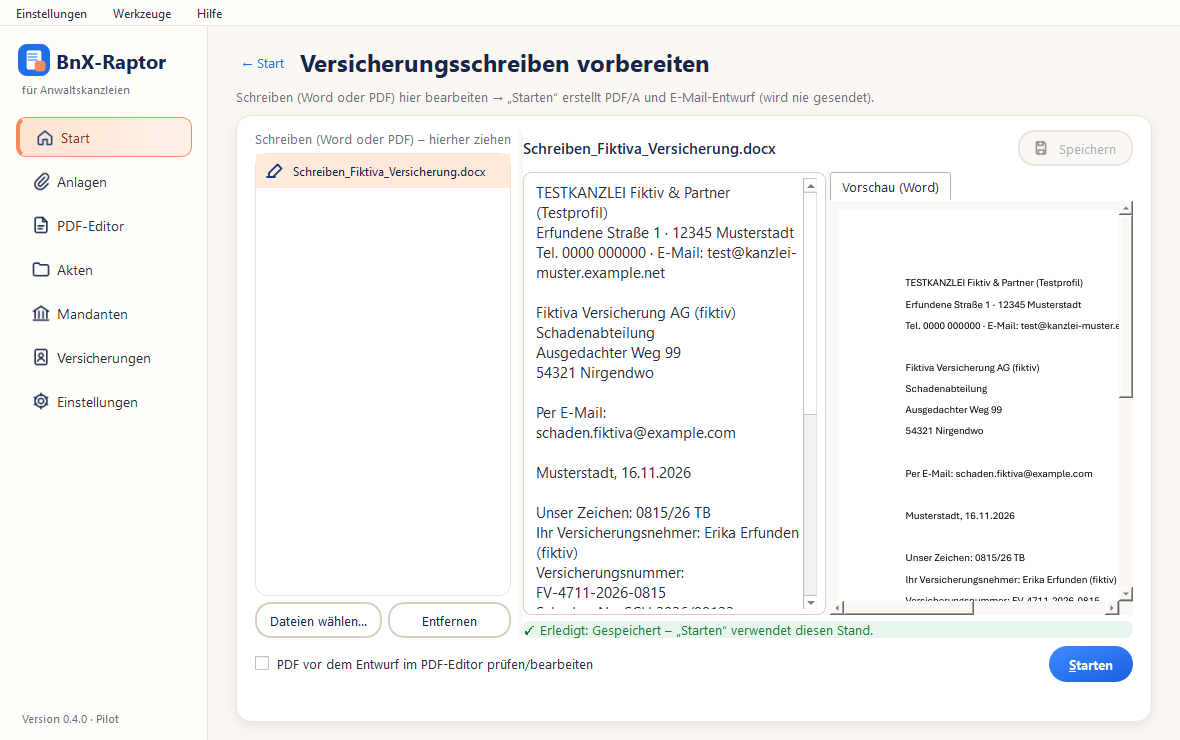 Einstellungen Werkzeuge Hilfe
BnX-Raptor
für Anwaltskanzleien
Start
Anlagen
PDF-Editor
Akten
Mandanten
Versicherungen
Einstellungen
Version 0.4.0 · Pilot
← Start Versicherungsschreiben vorbereiten
Schreiben (Word oder PDF) hier bearbeiten → „Starten“ erstellt PDF/A und E-Mail-Entwurf (wird nie gesendet).
Schreiben (Word oder PDF) – hierher ziehen
Schreiben_Fiktiva_Versicherung.docx
Dateien wählen...
Entfernen
Schreiben_Fiktiva_Versicherung.docx
Speichern
TESTKANZLEI Fiktiv & Partner
(Testprofil)
Erfundene Straße 1 · 12345 Musterstadt
Tel. 0000 000000 · E-Mail: test@kanzlei-
muster.example.net
Fiktiva Versicherung AG (fiktiv)
Schadenabteilung
Ausgedachter Weg 99
54321 Nirgendwo
Per E-Mail:
schaden.fiktiva@example.com
Musterstadt, 16.11.2026
Unser Zeichen: 0815/26 TB
Ihr Versicherungsnehmer: Erika Erfunden
(fiktiv)
Versicherungsnummer:
FV-4711-2026-0815
Vorschau (Word)
TESTKANZLEI Fiktiv & Partner (Testprofil)
Erfundene Straße 1 · 12345 Musterstadt
Tel. 0000 000000 · E-Mail: test@kanzlei-muster.e
Fiktiva Versicherung AG (fiktiv)
Schadenabteilung
Ausgedachter Weg 99
54321 Nirgendwo
Per E-Mail: schaden.fiktiva@example.com
Musterstadt, 16.11.2026
Unser Zeichen: 0815/26 TB
Ihr Versicherungsnehmer: Erika Erfunden (fiktiv)
Versicherungsnummer: FV-4711-2026-0815
✓ Erledigt: Gespeichert – „Starten“ verwendet diesen Stand.
PDF vor dem Entwurf im PDF-Editor prüfen/bearbeiten
Starten